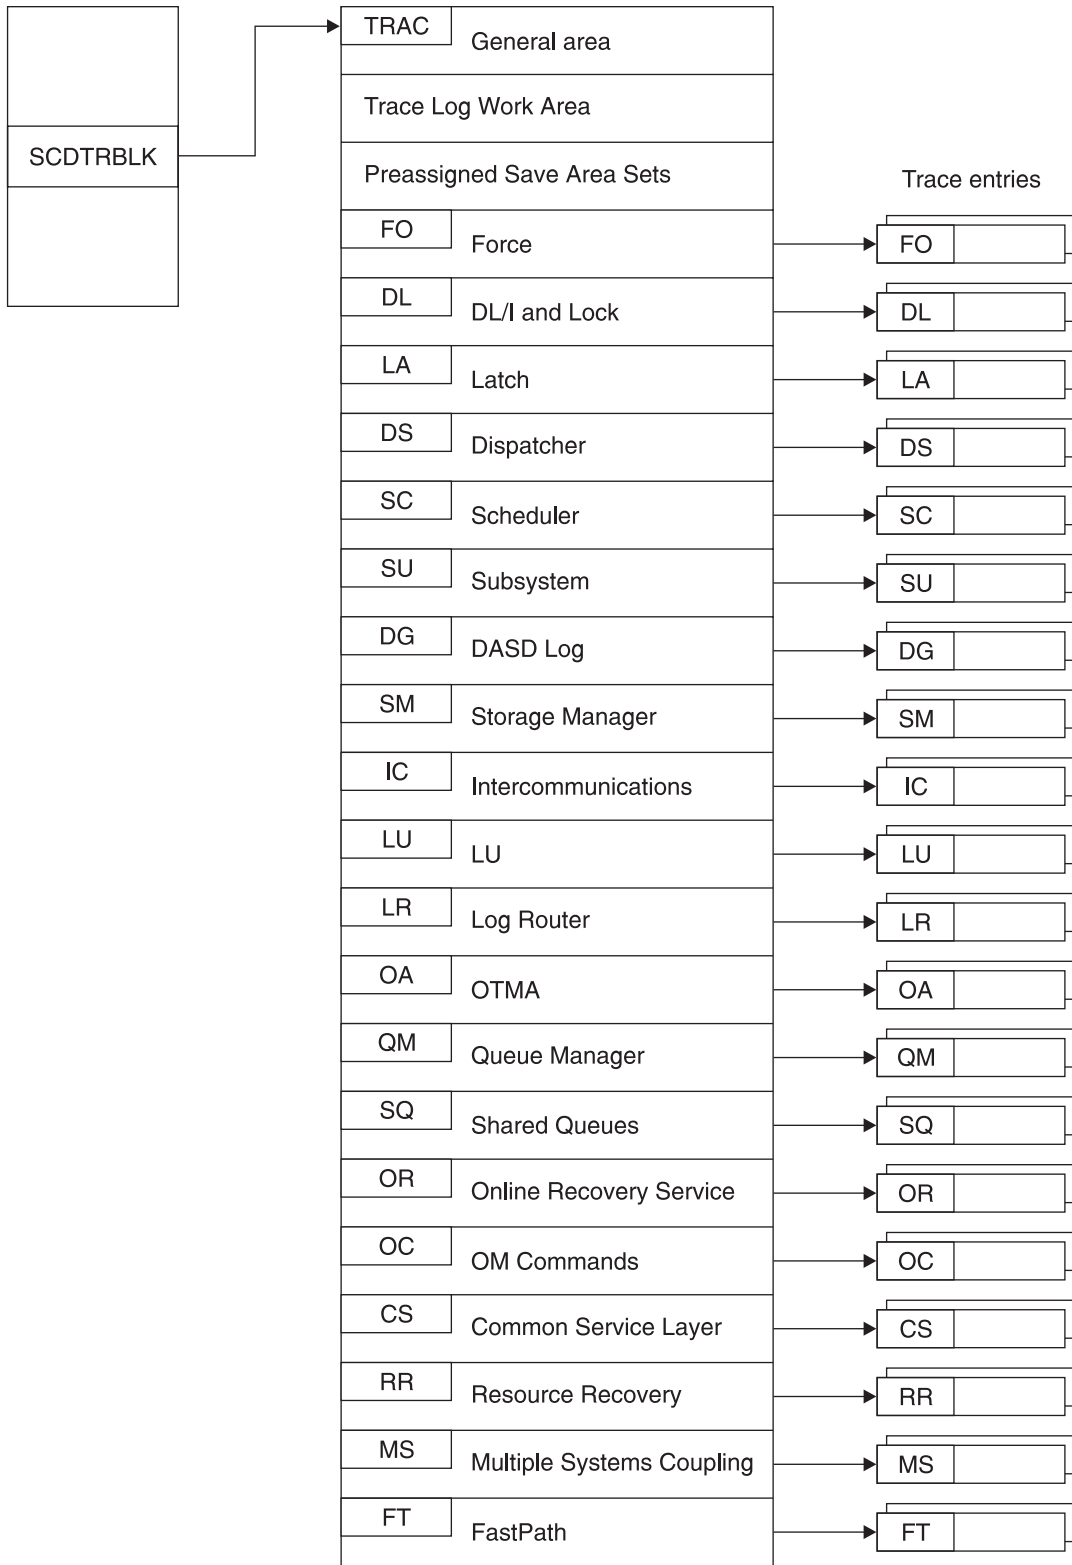 TRAC
General area
Trace Log Work Area
SCDTRBLK
Preassigned Save Area Sets
Trace entries
FO
Force
FO
DL
DL/I and Lock
DL
LA
Latch
LA
DS
Dispatcher
DS
SC
Scheduler
SC
SU
Subsystem
SU
DG
DASD Log
DG
SM
Storage Manager
SM
IC
Intercommunications
IC
LU
LU
LU
LR
Log Router
LR
OA
OTMA
OA
QM
Queue Manager
QM
SQ
Shared Queues
SQ
OR
Online Recovery Service
OR
OC
OM Commands
OC
CS
Common Service Layer
CS
RR
Resource Recovery
RR
MS
Multiple Systems Coupling
MS
FT
FastPath
FT